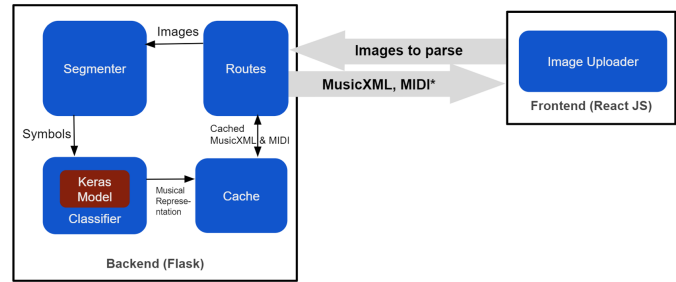 Images
Segmenter
Routes
Symbols
Cached
MusicXML & MIDI
Keras
Model
Classifier
Musical
Represe-
ntation
Cache
Backend (Flask)
Images to parse
MusicXML, MIDI*
Image Uploader
Frontend (React JS)